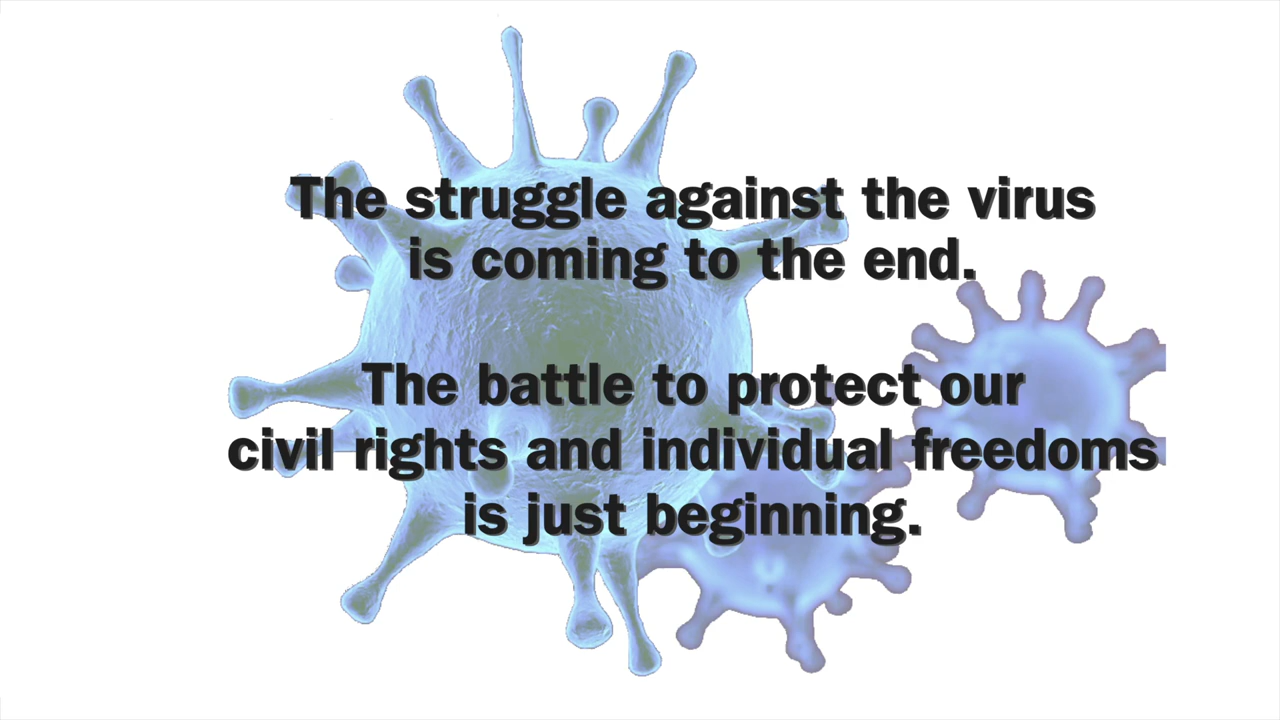 The struggle against the virus
is coming to the end.
The battle to protect our
civil rights and individual freedoms
is just beginning.